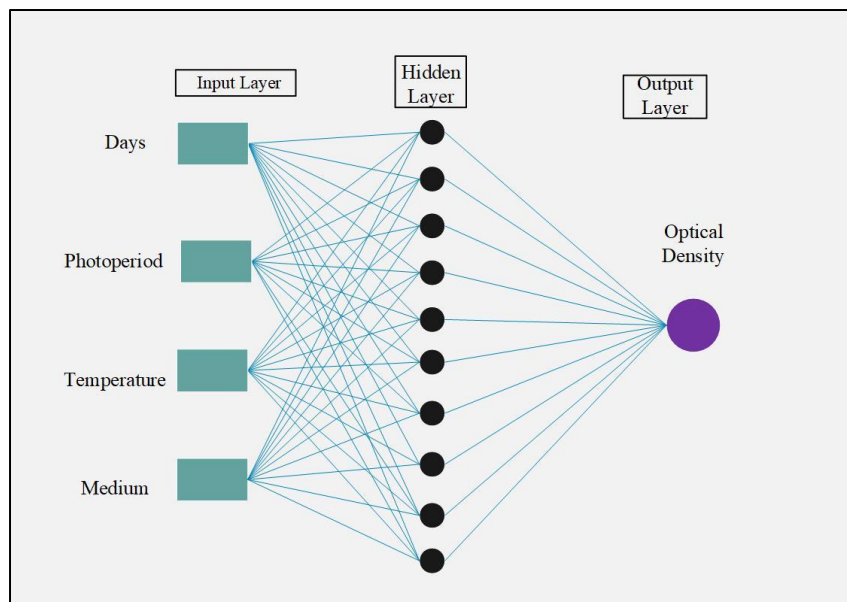 Input Layer
Hidden
Layer
Output
Layer
Days
Photoperiod
Temperature
Medium
Optical
Density